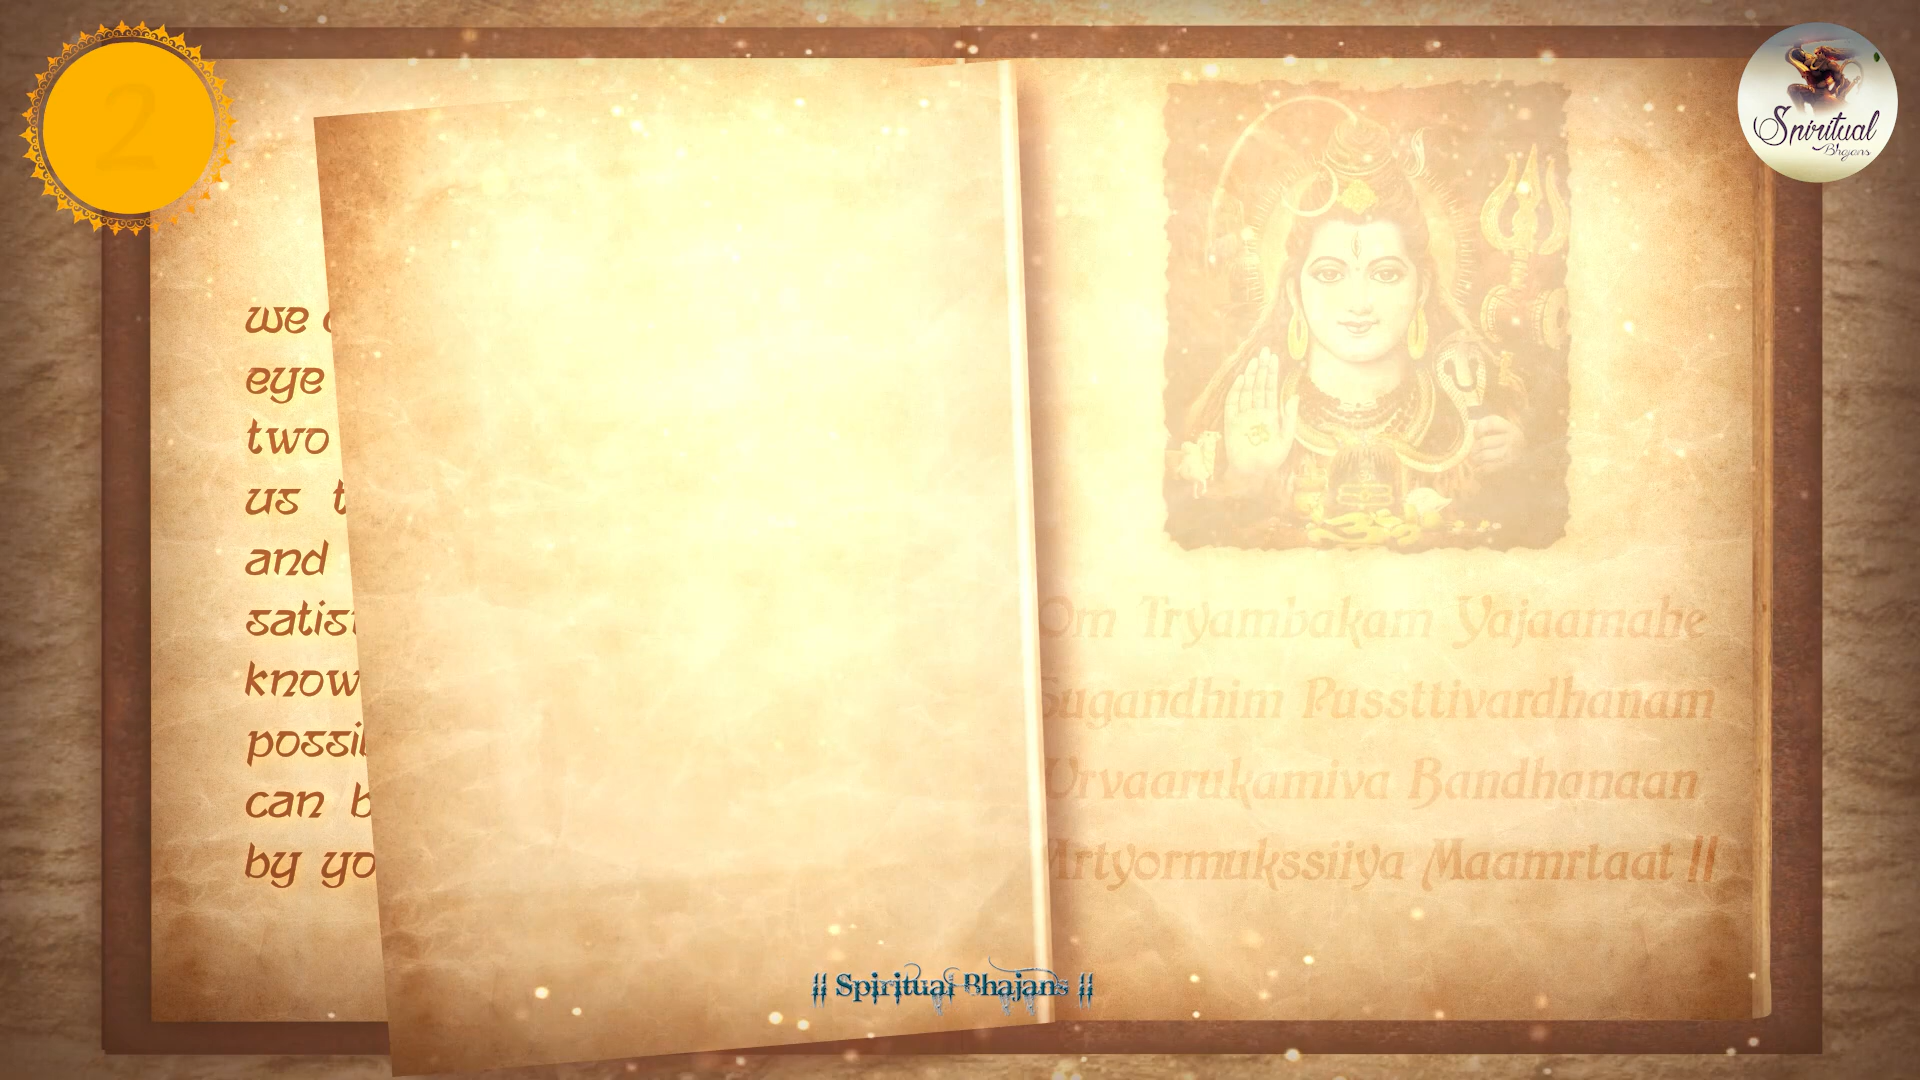 2
Spiritual
Bhajans
we
eye
two
us
and
can
by
Om Tryambakam Yajaamahe
Sugandhim Pussttivardhanam
Urvaarukamiva Bandhanaan
Mrtyormukssiiya Maamrtaat !!
|| Spiritual Bhajans ||